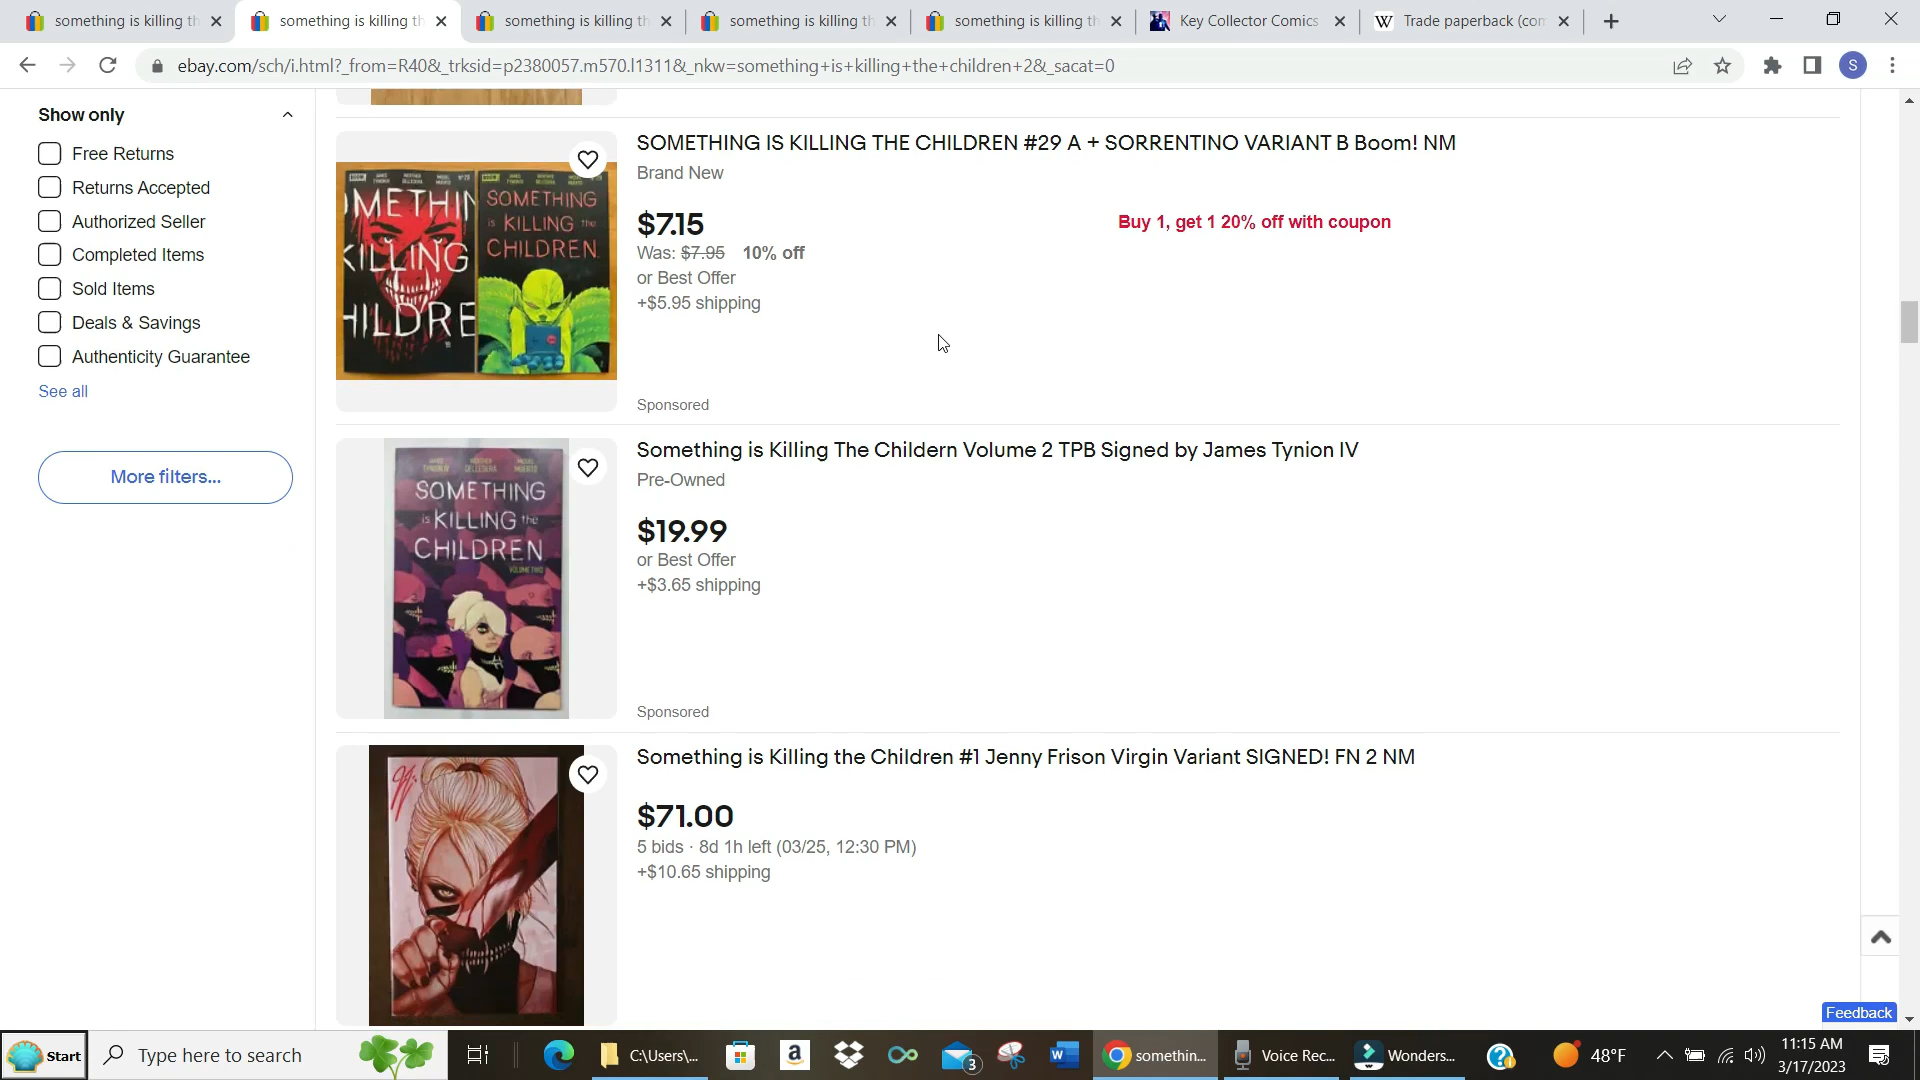 something is killing th
something is killing th
something is killing th
something is killing th
something is killing th
Key Collector Comics
Trade paperback (con
ebay.com/sch/i.html?_from=R40&_trksid=p2380057.m570.l1311&_nkw=something+is+killing+the+children+2&_sacat=0
S
Show only
Free Returns
Returns Accepted
Authorized Seller
Completed Items
Sold Items
Deals & Savings
Authenticity Guarantee
See all
More filters...
SOMETHING IS KILLING THE CHILDREN #29 A + SORRENTINO VARIANT B Boom! NM
Brand New
$7.15
Was: $7.95 10% off
or Best Offer
+$5.95 shipping
Buy 1, get 1 20% off with coupon
Sponsored
OMETHIN
KILLING
HILDRE
SOMETHING
is KILLING the
CHILDREN
Something is Killing The Childern Volume 2 TPB Signed by James Tynion IV
Pre-Owned
$19.99
or Best Offer
+$3.65 shipping
Sponsored
SOMETHING
is KILLING the
CHILDREN
VOLUME TWO
Something is Killing the Children #1 Jenny Frison Virgin Variant SIGNED! FN 2 NM
$71.00
5 bids · 8d 1h left (03/25, 12:30 PM)
+$10.65 shipping
Feedback
Start
Type here to search
C:\Users\...
3
somethin...
Voice Rec...
Wonders...
48°F
11:15 AM
3/17/2023